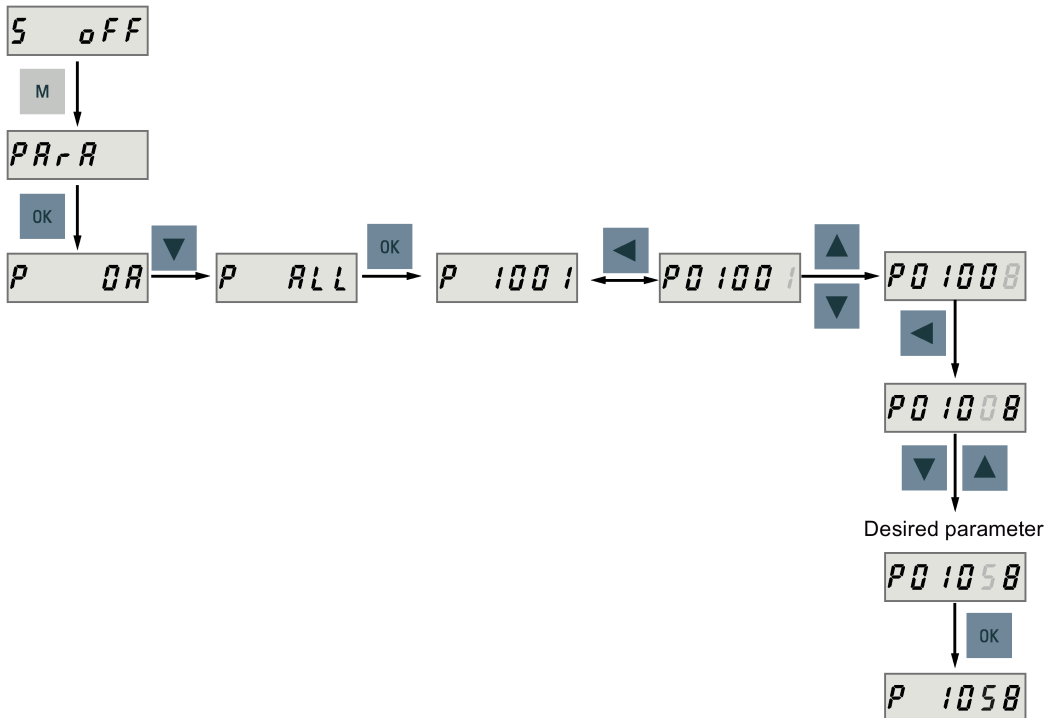 S oFF
M
PArA
OK
P 0A
P ALL
OK
P 1001
P01001
P01008
P01008
Desired parameter
P01058
OK
P 1058